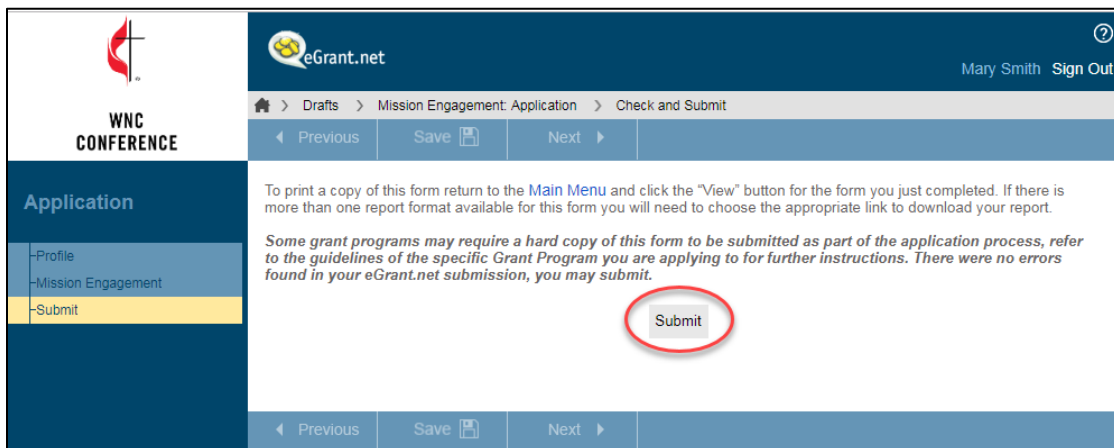 eGrant.net
Mary Smith Sign Out
WNC
CONFERENCE
> Drafts > Mission Engagement: Application > Check and Submit
Previous Save Next
Application
Profile
Mission Engagement
Submit
To print a copy of this form return to the Main Menu and click the “View” button for the form you just completed. If there is
more than one report format available for this form you will need to choose the appropriate link to download your report.
Some grant programs may require a hard copy of this form to be submitted as part of the application process, refer
to the guidelines of the specific Grant Program you are applying to for further instructions. There were no errors
found in your eGrant.net submission, you may submit.
Submit
Previous Save Next